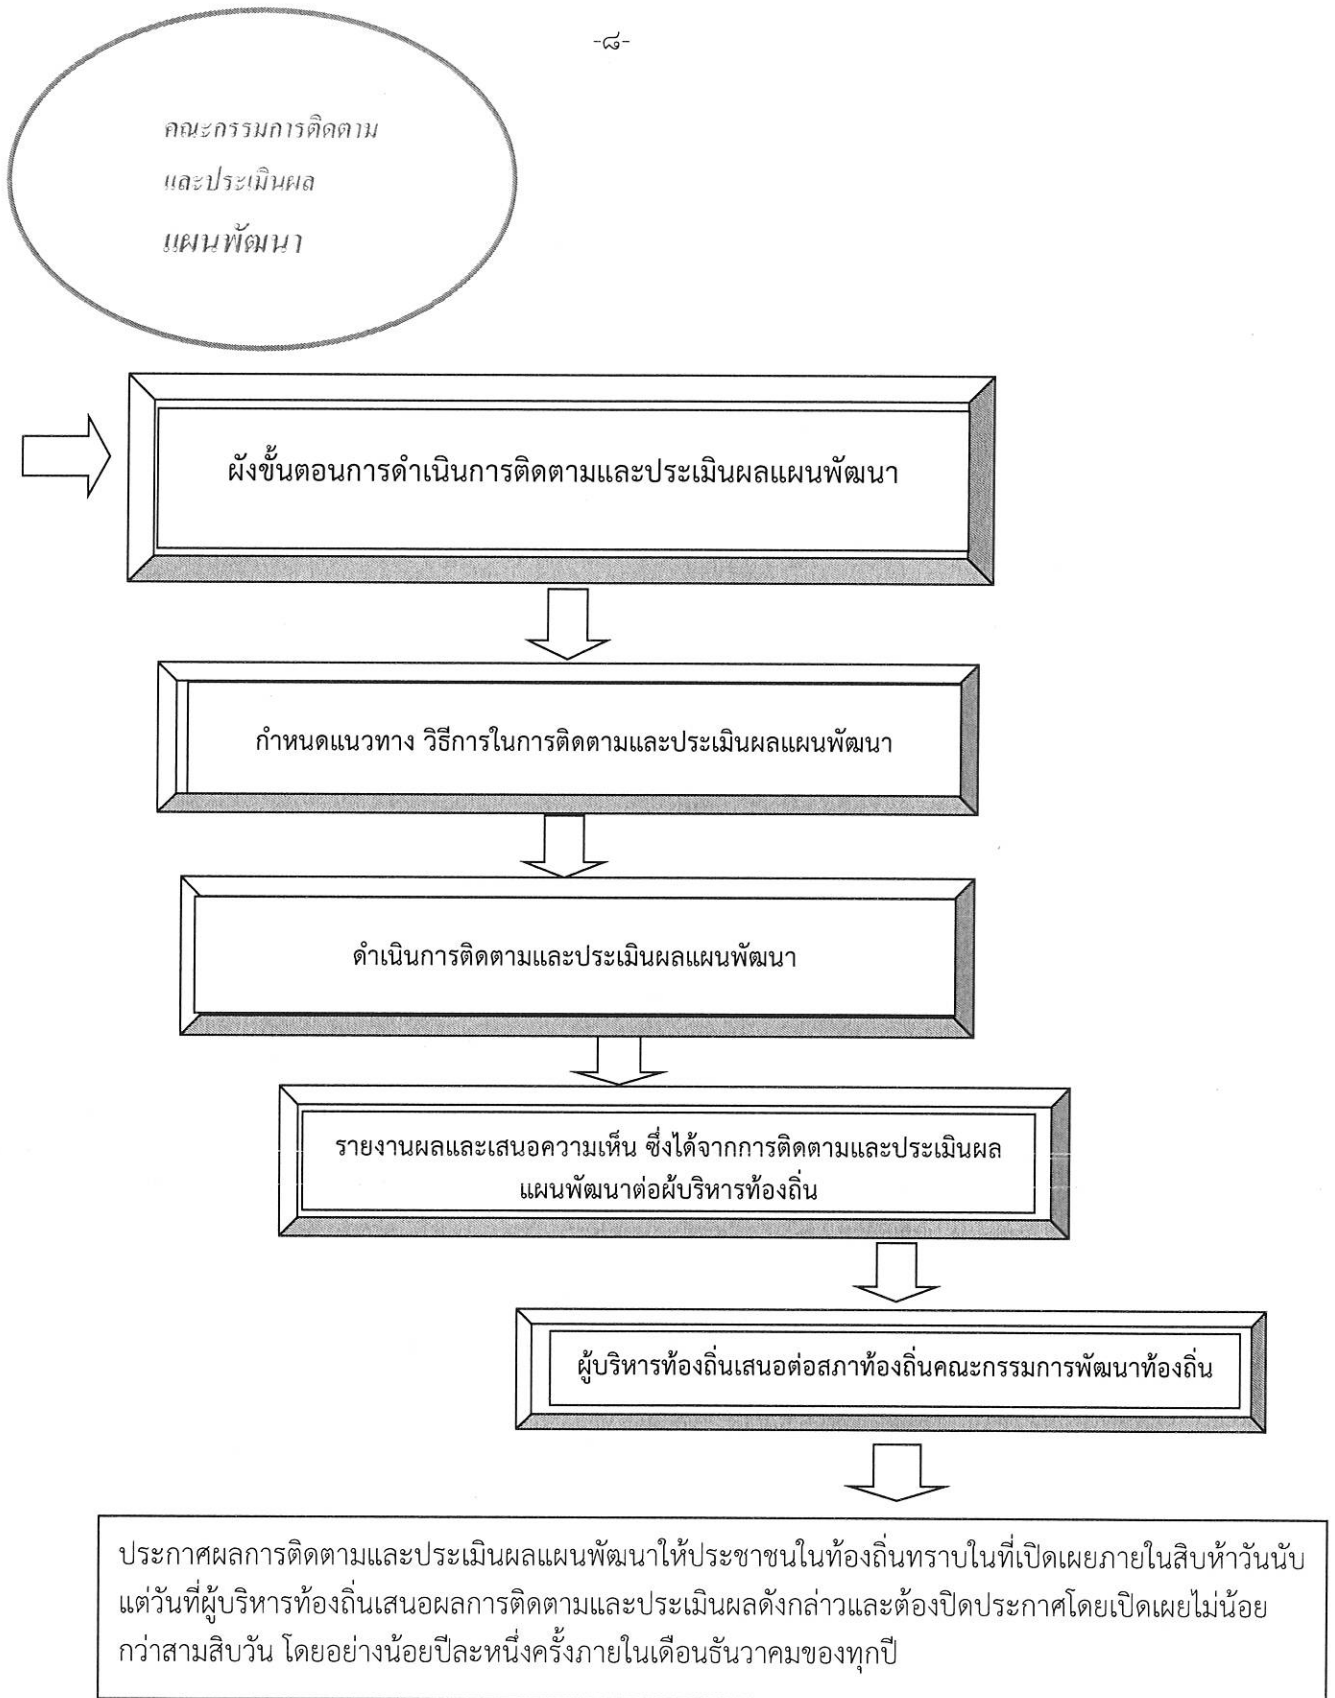 -๘-
คณะกรรมการติดตาม
และประเมินผล
แผนพัฒนา
ผังขั้นตอนการดำเนินการติดตามและประเมินผลแผนพัฒนา
กำหนดแนวทาง วิธีการในการติดตามและประเมินผลแผนพัฒนา
ดำเนินการติดตามและประเมินผลแผนพัฒนา
รายงานผลและเสนอความเห็น ซึ่งได้จากการติดตามและประเมินผล
แผนพัฒนาต่อผู้บริหารท้องถิ่น
ผู้บริหารท้องถิ่นเสนอต่อสภาท้องถิ่นคณะกรรมการพัฒนาท้องถิ่น
ประกาศผลการติดตามและประเมินผลแผนพัฒนาให้ประชาชนในท้องถิ่นทราบในที่เปิดเผยภายในสิบห้าวันนับ
แต่วันที่ผู้บริหารท้องถิ่นเสนอผลการติดตามและประเมินผลดังกล่าวและต้องปิดประกาศโดยเปิดเผยไม่น้อย
กว่าสามสิบวัน โดยอย่างน้อยปีละหนึ่งครั้งภายในเดือนธันวาคมของทุกปี